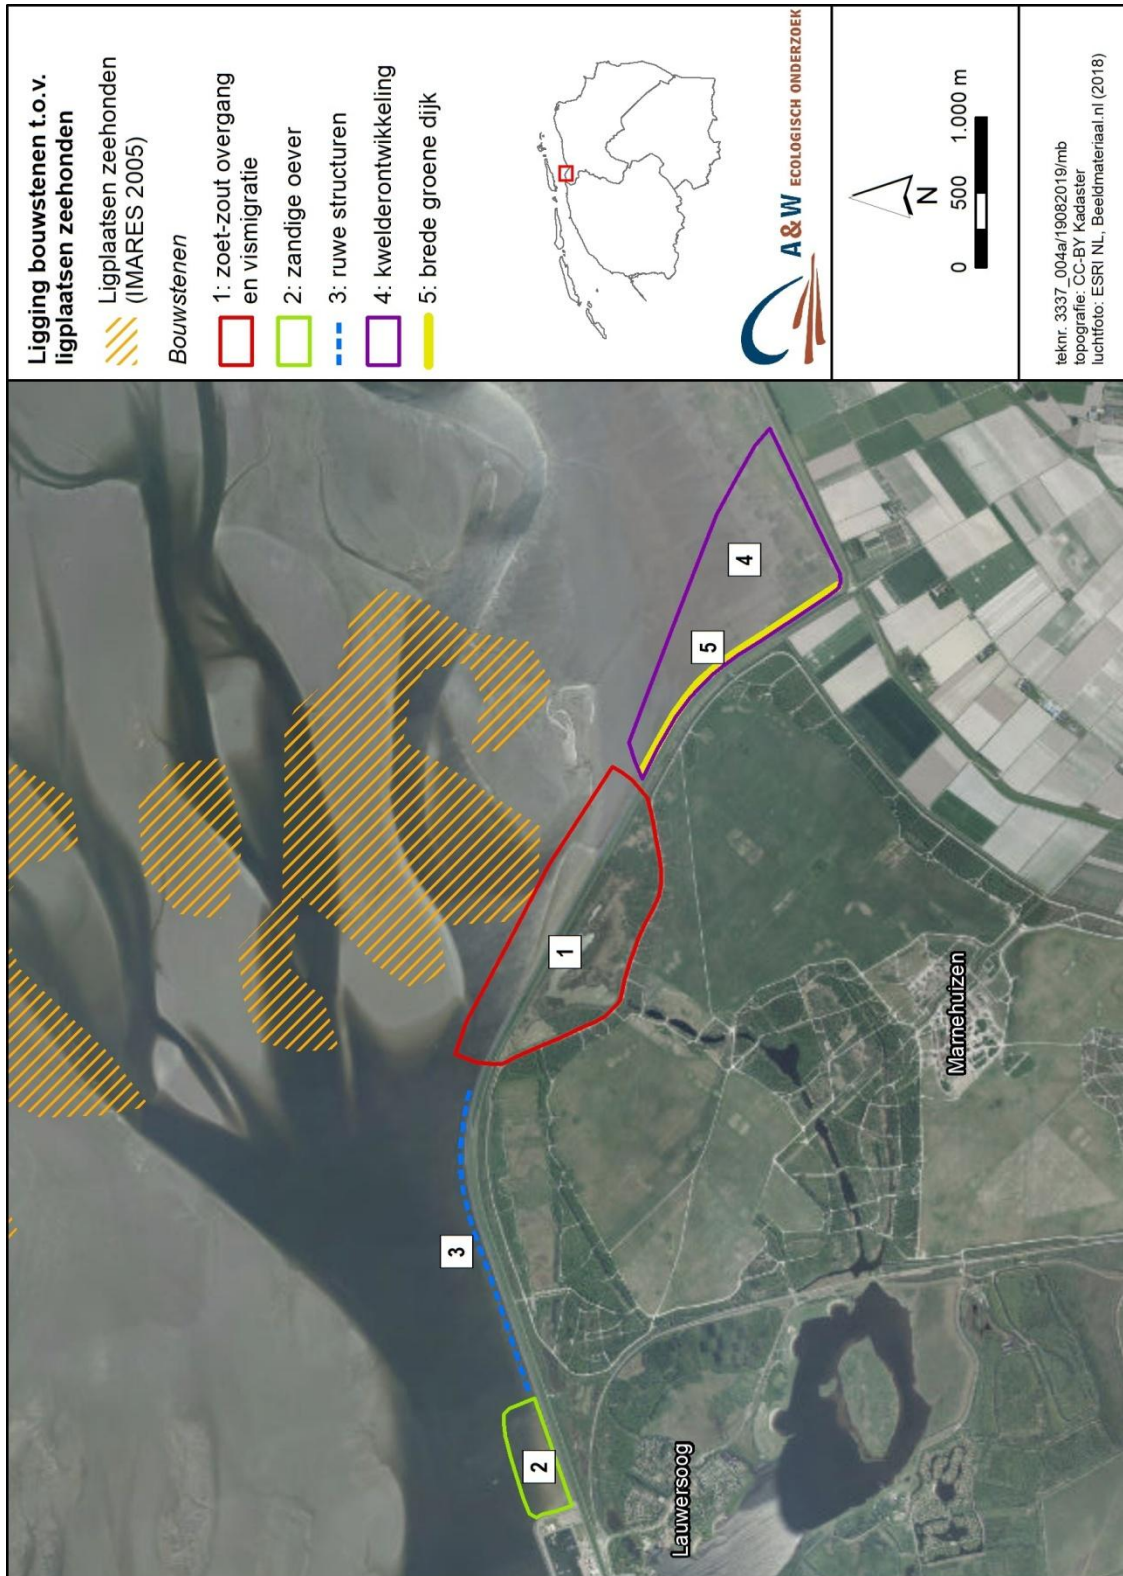 Ligging bouwstenen t.o.v.
ligplaatsen zeehonden
Ligplaatsen zeehonden
(IMARES 2005)
Bouwstenen
1: zoet-zout overgang
en vismigratie
2: zandige oever
3: ruwe structuren
4: kwelderontwikkeling
5: brede groene dijk
A&W ECOLOGISCH ONDERZOEK
N
0 500 1.000 m
teknr. 3337_004a/19082019/mb
topografie: CC-BY Kadaster
luchtfoto: ESRI NL, Beeldmateriaal.nl (2018)
2
3
1
5
4
Lauwersoog
Marnehuizen